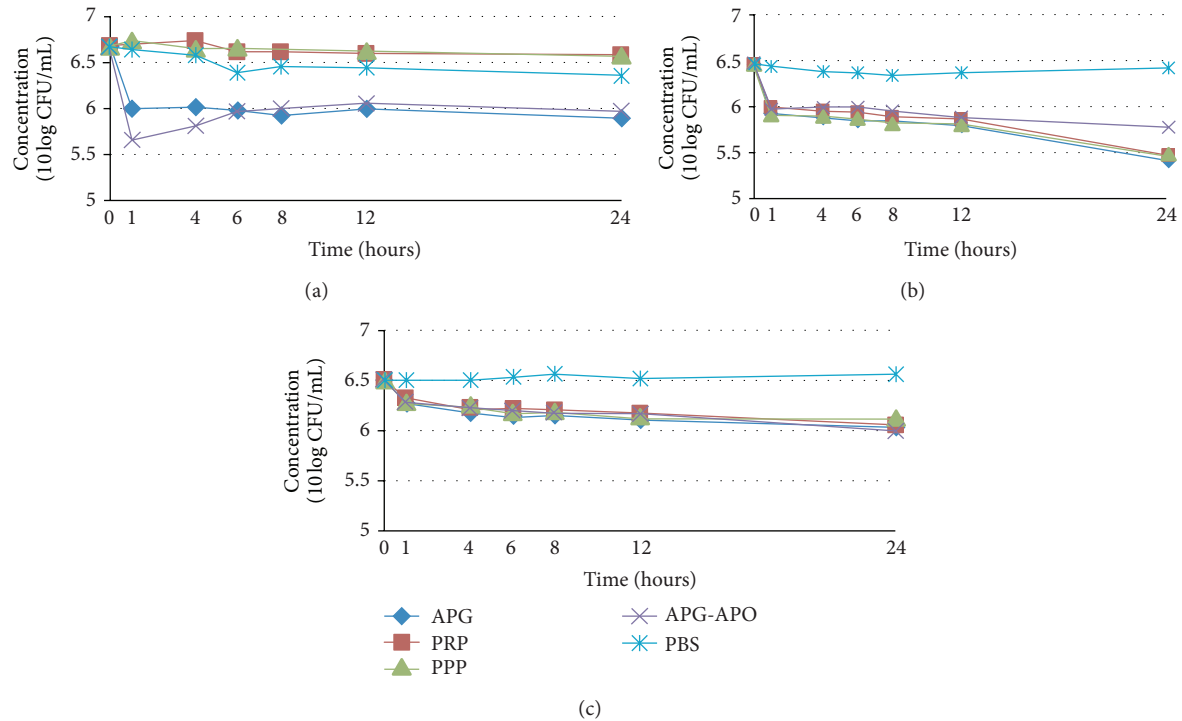 7
6.5
6
5.5
5
Concentration
(10 log CFU/mL)
0 1 4 6 8 12 24
Time (hours)
(a)
7
6.5
6
5.5
5
Concentration
(10 log CFU/mL)
0 1 4 6 8 12 24
Time (hours)
(b)
7
6.5
6
5.5
5
Concentration
(10 log CFU/mL)
0 1 4 6 8 12 24
Time (hours)
APG
PRP
PPP
APG-APO
PBS
(c)